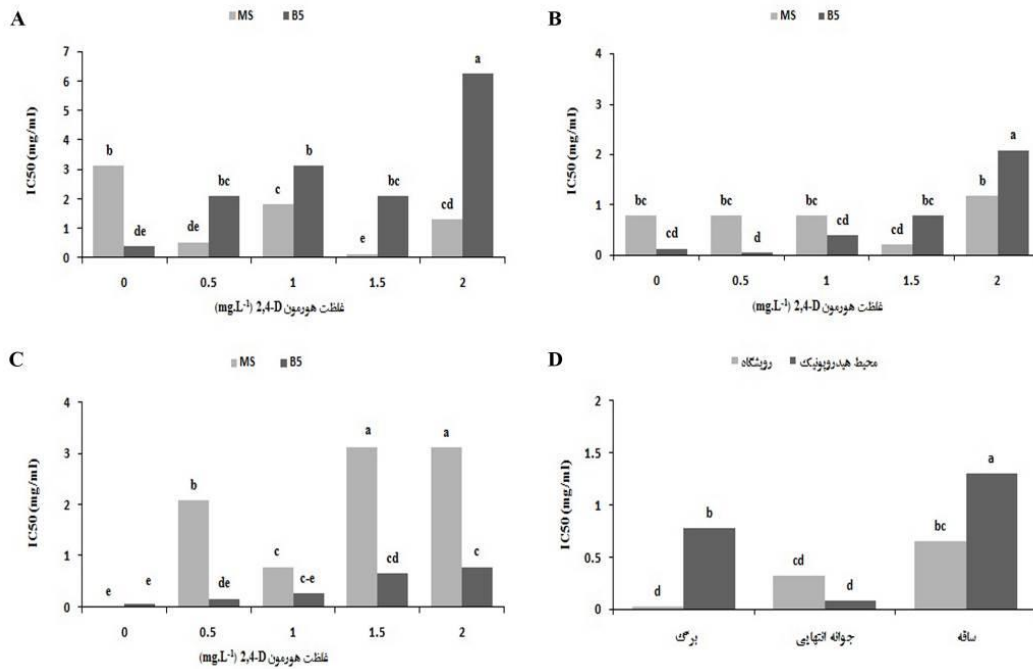 A
MS B5
IC50 (mg/ml)
7
6
5
4
3
2
1
0
b
de
de
bc
c
b
e
bc
cd
a
0 0.5 1 1.5 2
غلظت هورمون 2,4-D (mg.L-1)
B
MS B5
IC50 (mg/ml)
4
3
2
1
0
bc
cd
bc
d
bc
cd
cd
bc
b
a
0 0.5 1 1.5 2
غلظت هورمون 2,4-D (mg.L-1)
C
MS B5
IC50 (mg/ml)
4
3
2
1
0
e
e
b
de
c
c-e
a
cd
a
c
0 0.5 1 1.5 2
غلظت هورمون 2,4-D (mg.L-1)
D
رویشگاه محیط هیدروپونیک
IC50 (mg/ml)
2
1.5
1
0.5
0
d
b
cd
d
bc
a
برگ جوانه انتهایی ساقه